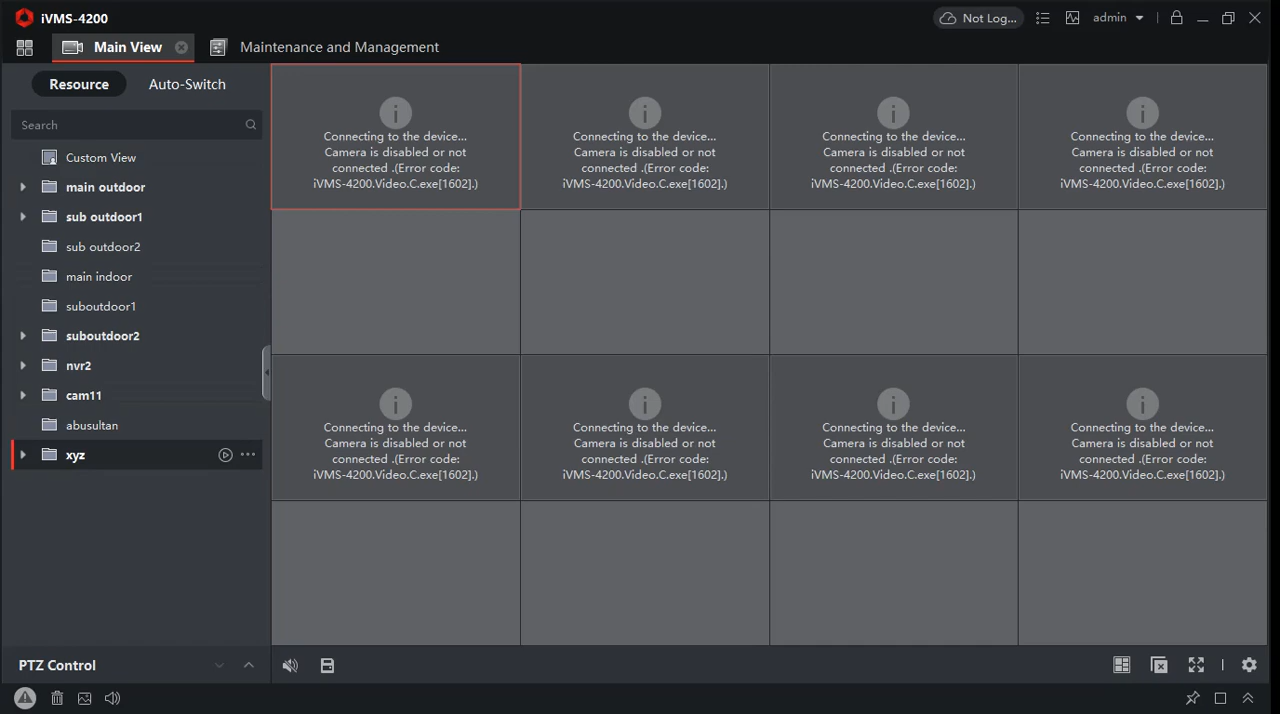 iVMS-4200
Not Log...
admin
Main View
Maintenance and Management
Resource
Auto-Switch
Search
Custom View
main outdoor
sub outdoor1
sub outdoor2
main indoor
suboutdoor1
suboutdoor2
nvr2
cam11
abusultan
xyz
PTZ Control
Connecting to the device...
Camera is disabled or not
connected .(Error code:
iVMS-4200.Video.C.exe[1602].)
Connecting to the device...
Camera is disabled or not
connected .(Error code:
iVMS-4200.Video.C.exe[1602].)
Connecting to the device...
Camera is disabled or not
connected .(Error code:
iVMS-4200.Video.C.exe[1602].)
Connecting to the device...
Camera is disabled or not
connected .(Error code:
iVMS-4200.Video.C.exe[1602].)
Connecting to the device...
Camera is disabled or not
connected .(Error code:
iVMS-4200.Video.C.exe[1602].)
Connecting to the device...
Camera is disabled or not
connected .(Error code:
iVMS-4200.Video.C.exe[1602].)
Connecting to the device...
Camera is disabled or not
connected .(Error code:
iVMS-4200.Video.C.exe[1602].)
Connecting to the device...
Camera is disabled or not
connected .(Error code:
iVMS-4200.Video.C.exe[1602].)